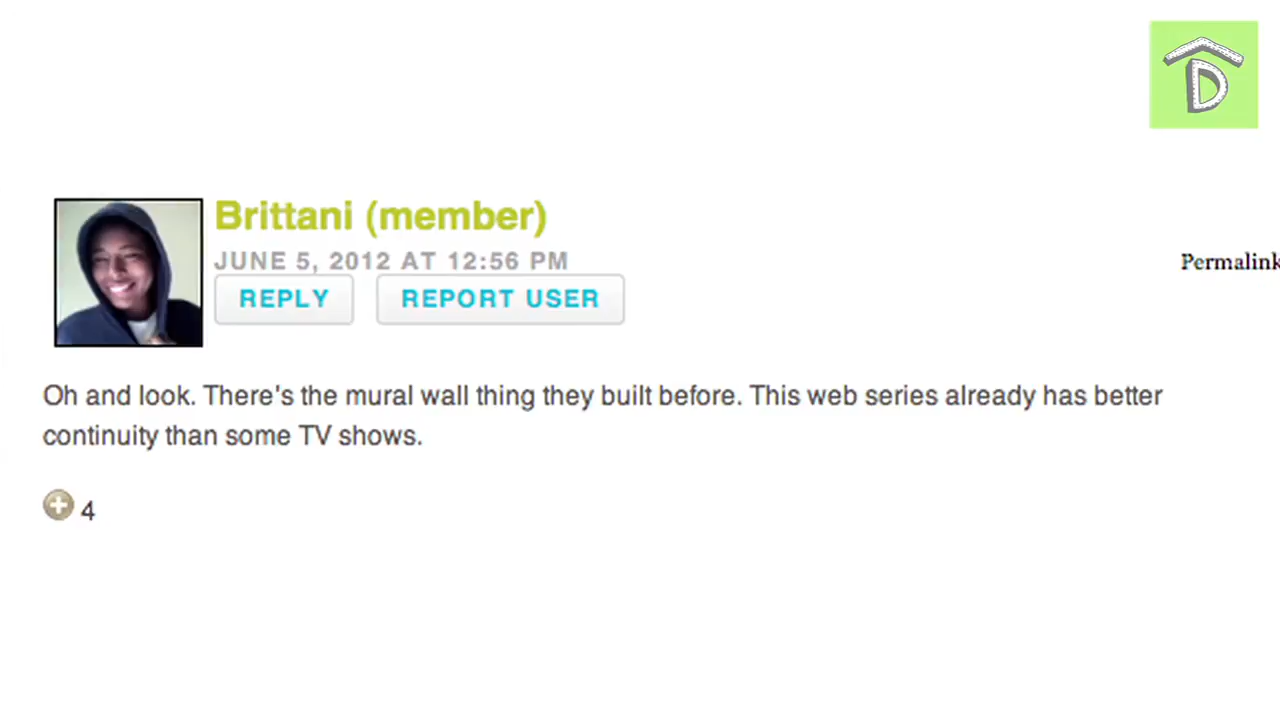 D
Brittani (member)
JUNE 5, 2012 AT 12:56 PM
Permalink
REPLY REPORT USER
Oh and look. There's the mural wall thing they built before. This web series already has better
continuity than some TV shows.
4